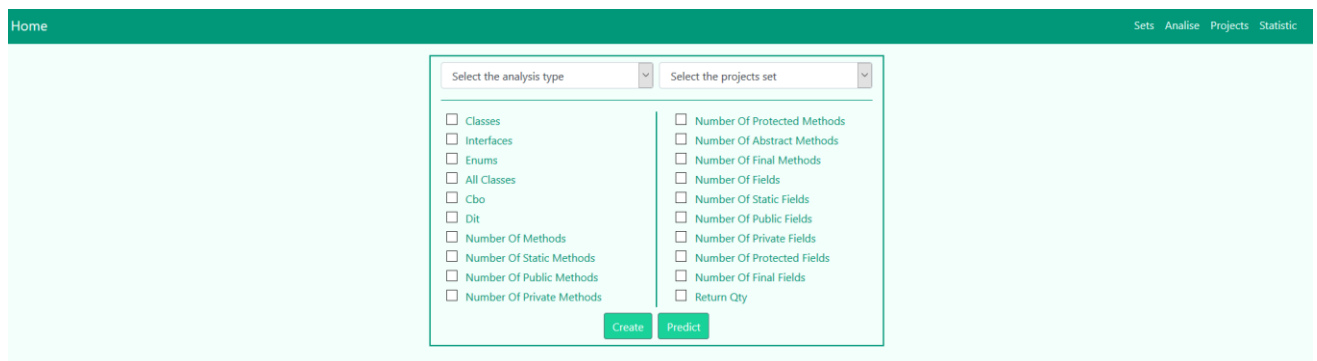 Home
Sets Analise Projects Statistic
Select the analysis type
Select the projects set
Classes
Interfaces
Enums
All Classes
Cbo
Dit
Number Of Methods
Number Of Static Methods
Number Of Public Methods
Number Of Private Methods
Number Of Protected Methods
Number Of Abstract Methods
Number Of Final Methods
Number Of Fields
Number Of Static Fields
Number Of Public Fields
Number Of Private Fields
Number Of Protected Fields
Number Of Final Fields
Return Qty
Create
Predict